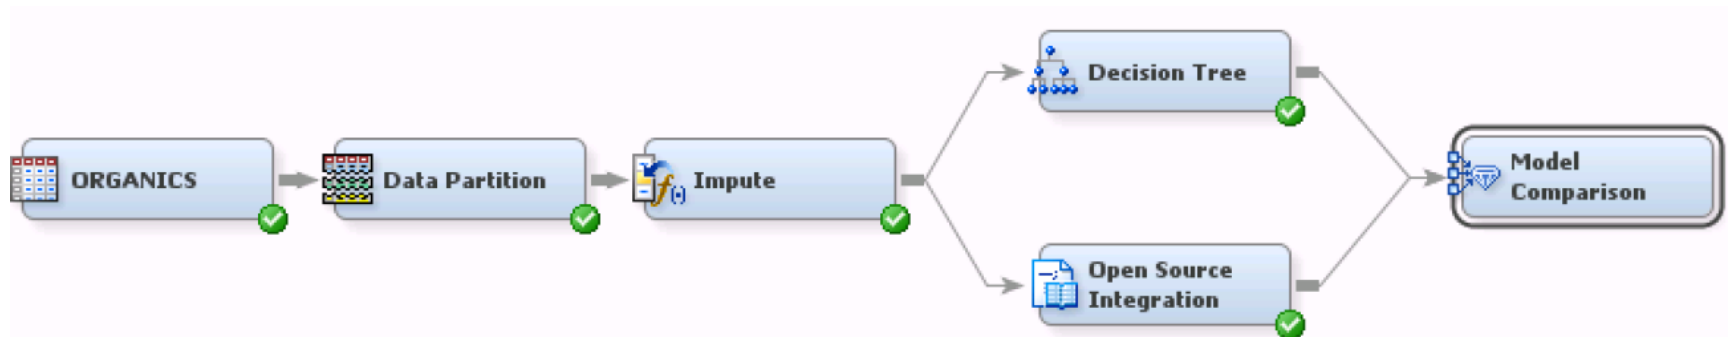 ORGANICS
Data Partition
Impute
Decision Tree
Open Source
Integration
Model
Comparison